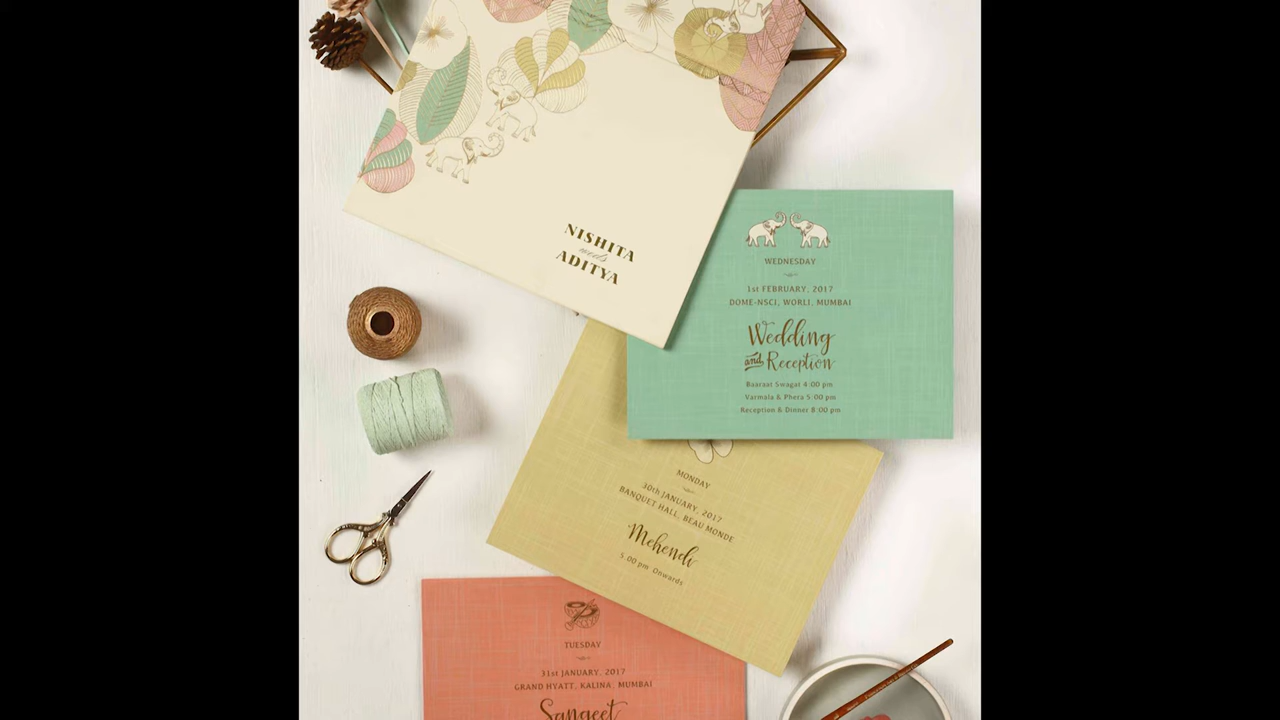 NISHITA
weds
ADITYA
WEDNESDAY
1st FEBRUARY, 2017
DOME-NSCI, WORLI, MUMBAI
Wedding
and Reception
Baaraat Swagat 4:00 pm
Varmala & Phera 5:00 pm
Reception & Dinner 8:00 pm
MONDAY
30th JANUARY, 2017
BANQUET HALL, BEAU MONDE
Mehendi
5:00 pm Onwards
TUESDAY
31st JANUARY, 2017
GRAND HYATT, KALINA, MUMBAI
Sangeet